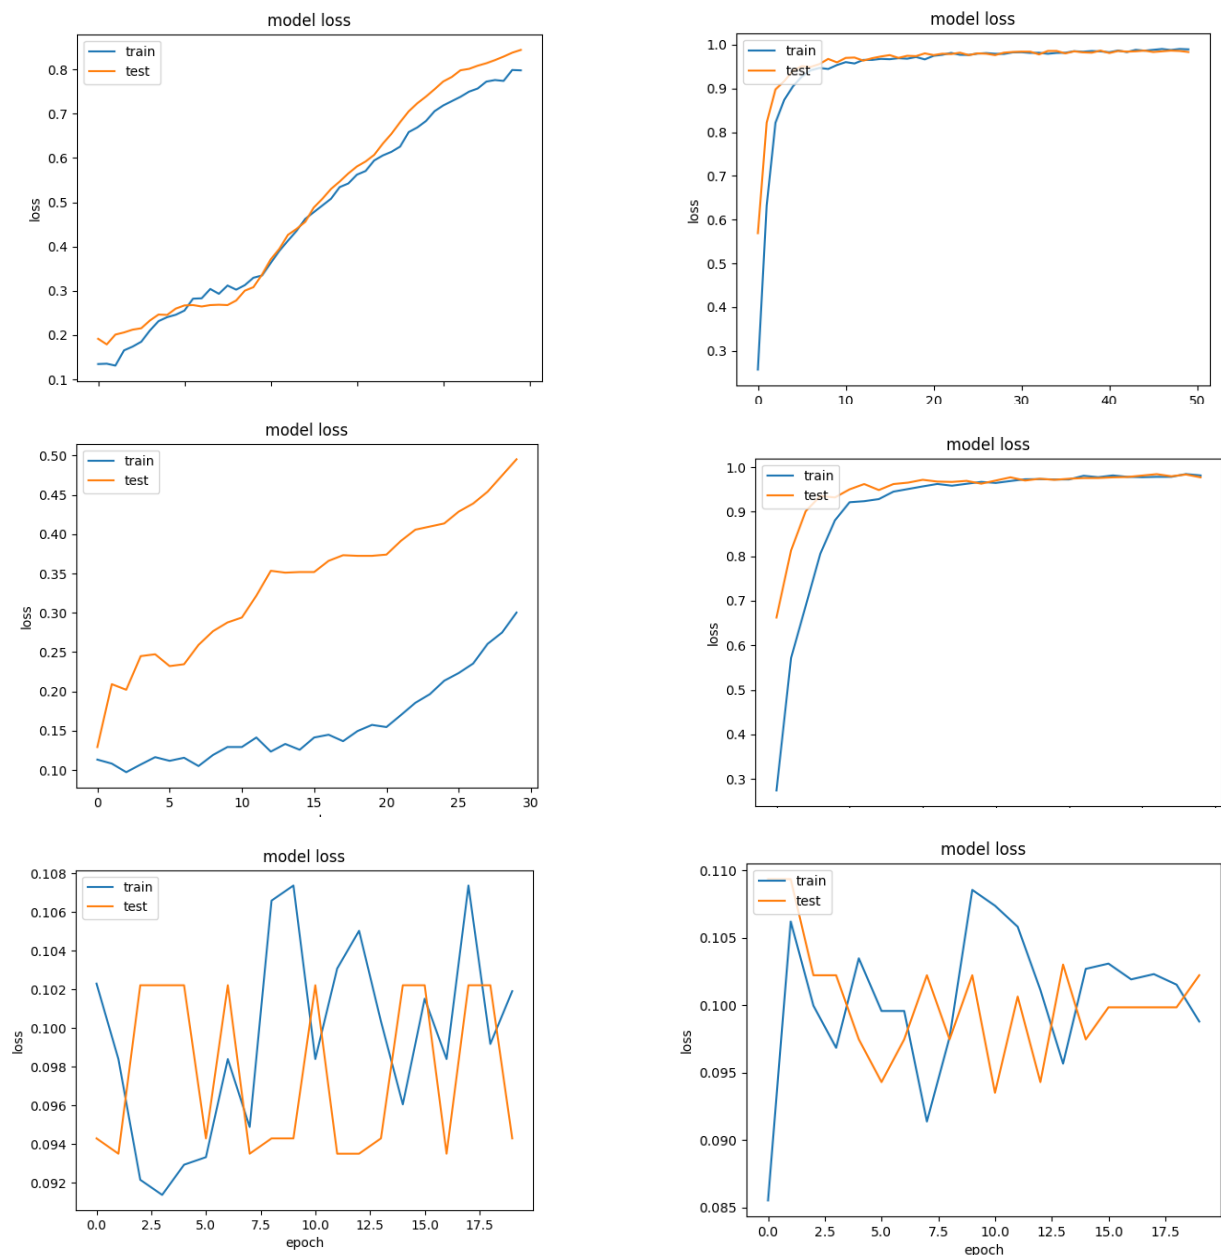 model loss
train
test
0.8
0.7
0.6
0.5
0.4
0.3
0.2
0.1
loss
model loss
train
test
1.0
0.9
0.8
0.7
0.6
0.5
0.4
0.3
loss
0 10 20 30 40 50
model loss
train
test
0.50
0.45
0.40
0.35
0.30
0.25
0.20
0.15
0.10
loss
0 5 10 15 20 25 30
model loss
train
test
1.0
0.9
0.8
0.7
0.6
0.5
0.4
0.3
loss
model loss
train
test
0.108
0.106
0.104
0.102
0.100
0.098
0.096
0.094
0.092
loss
0.0 2.5 5.0 7.5 10.0 12.5 15.0 17.5
epoch
model loss
train
test
0.110
0.105
0.100
0.095
0.090
0.085
loss
0.0 2.5 5.0 7.5 10.0 12.5 15.0 17.5
epoch